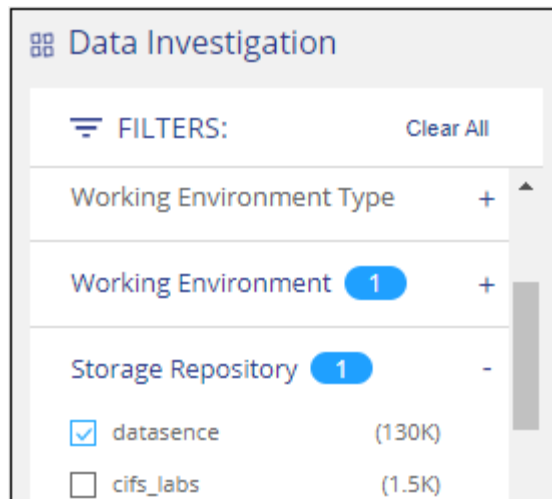 Data Investigation
FILTERS: Clear All
Working Environment Type +
Working Environment 1 +
Storage Repository 1 -
datasence (130K)
cifs_labs (1.5K)